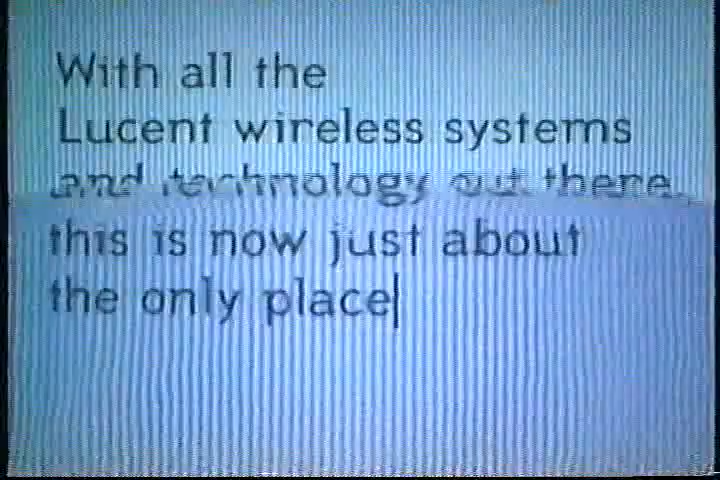 With all the
Lucent wireless systems
and technology out there,
this is now just about
the only place